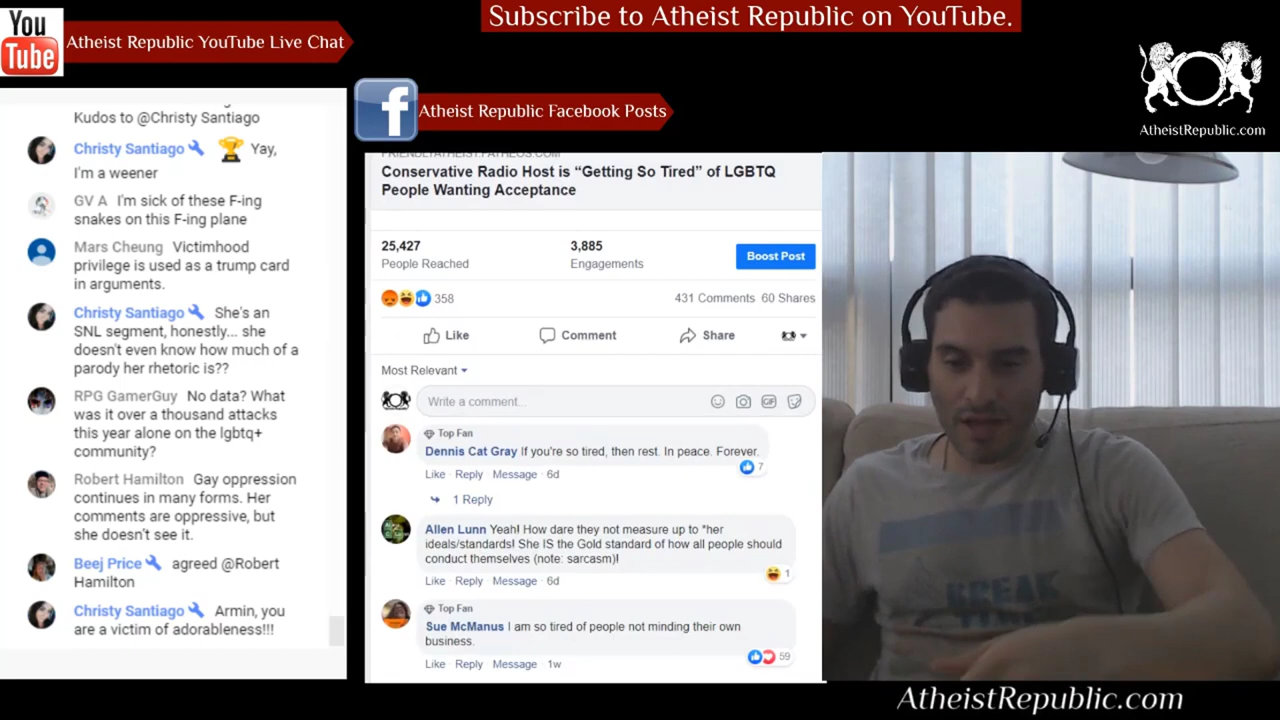 You
Tube
Atheist Republic YouTube Live Chat
Subscribe to Atheist Republic on YouTube.
AtheistRepublic.com
f
Atheist Republic Facebook Posts
Kudos to @Christy Santiago
Christy Santiago Yay,
I'm a weener
GV A I'm sick of these F-ing
snakes on this F-ing plane
Mars Cheung Victimhood
privilege is used as a trump card
in arguments.
Christy Santiago She's an
SNL segment, honestly... she
doesn't even know how much of a
parody her rhetoric is??
RPG GamerGuy No data? What
was it over a thousand attacks
this year alone on the lgbtq+
community?
Robert Hamilton Gay oppression
continues in many forms. Her
comments are oppressive, but
she doesn't see it.
Beej Price agreed @Robert
Hamilton
Christy Santiago Armin, you
are a victim of adorableness!!!
FRIENDLYATHEIST.PATHEOS.COM
Conservative Radio Host is “Getting So Tired” of LGBTQ
People Wanting Acceptance
25,427
People Reached
3,885
Engagements
Boost Post
358
431 Comments 60 Shares
Like
Comment
Share
Most Relevant
Write a comment...
GIF
Top Fan
Dennis Cat Gray If you're so tired, then rest. In peace. Forever.
7
Like · Reply · Message · 6d
1 Reply
Allen Lunn Yeah! How dare they not measure up to *her
ideals/standards! She IS the Gold standard of how all people should
conduct themselves (note: sarcasm)!
1
Like · Reply · Message · 6d
Top Fan
Sue McManus I am so tired of people not minding their own
business.
59
Like · Reply · Message · 1w
BREAK
AtheistRepublic.com